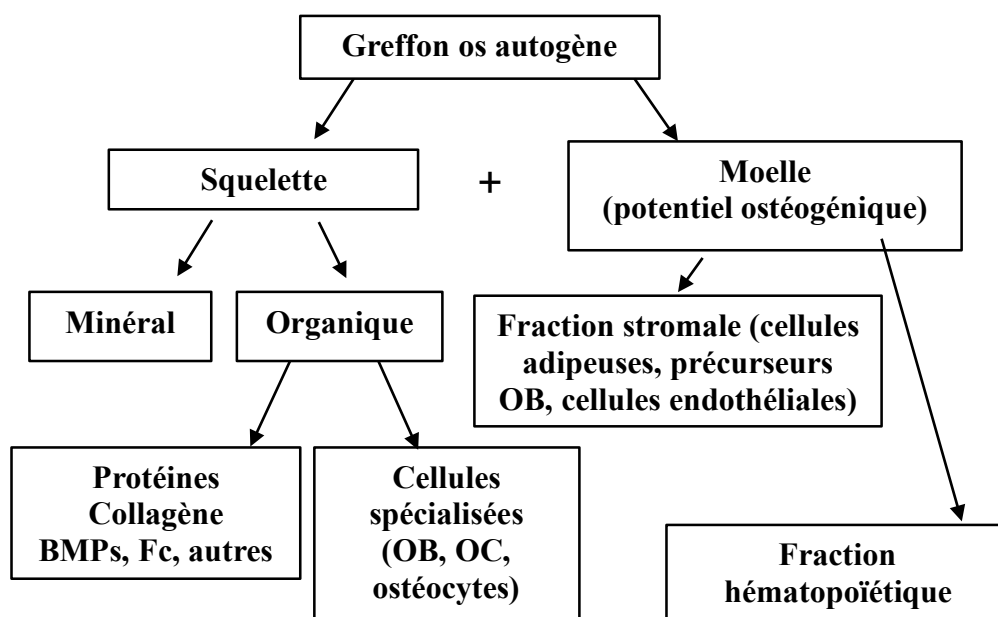 Greffon os autogène
Squelette
+
Moelle
(potentiel ostéogénique)
Minéral
Organique
Fraction stromale (cellules
adipeuses, précurseurs
OB, cellules endothéliales)
Protéines
Collagène
BMPs, Fc, autres
Cellules
spécialisées
(OB, OC,
ostéocytes)
Fraction
hématopoïétique